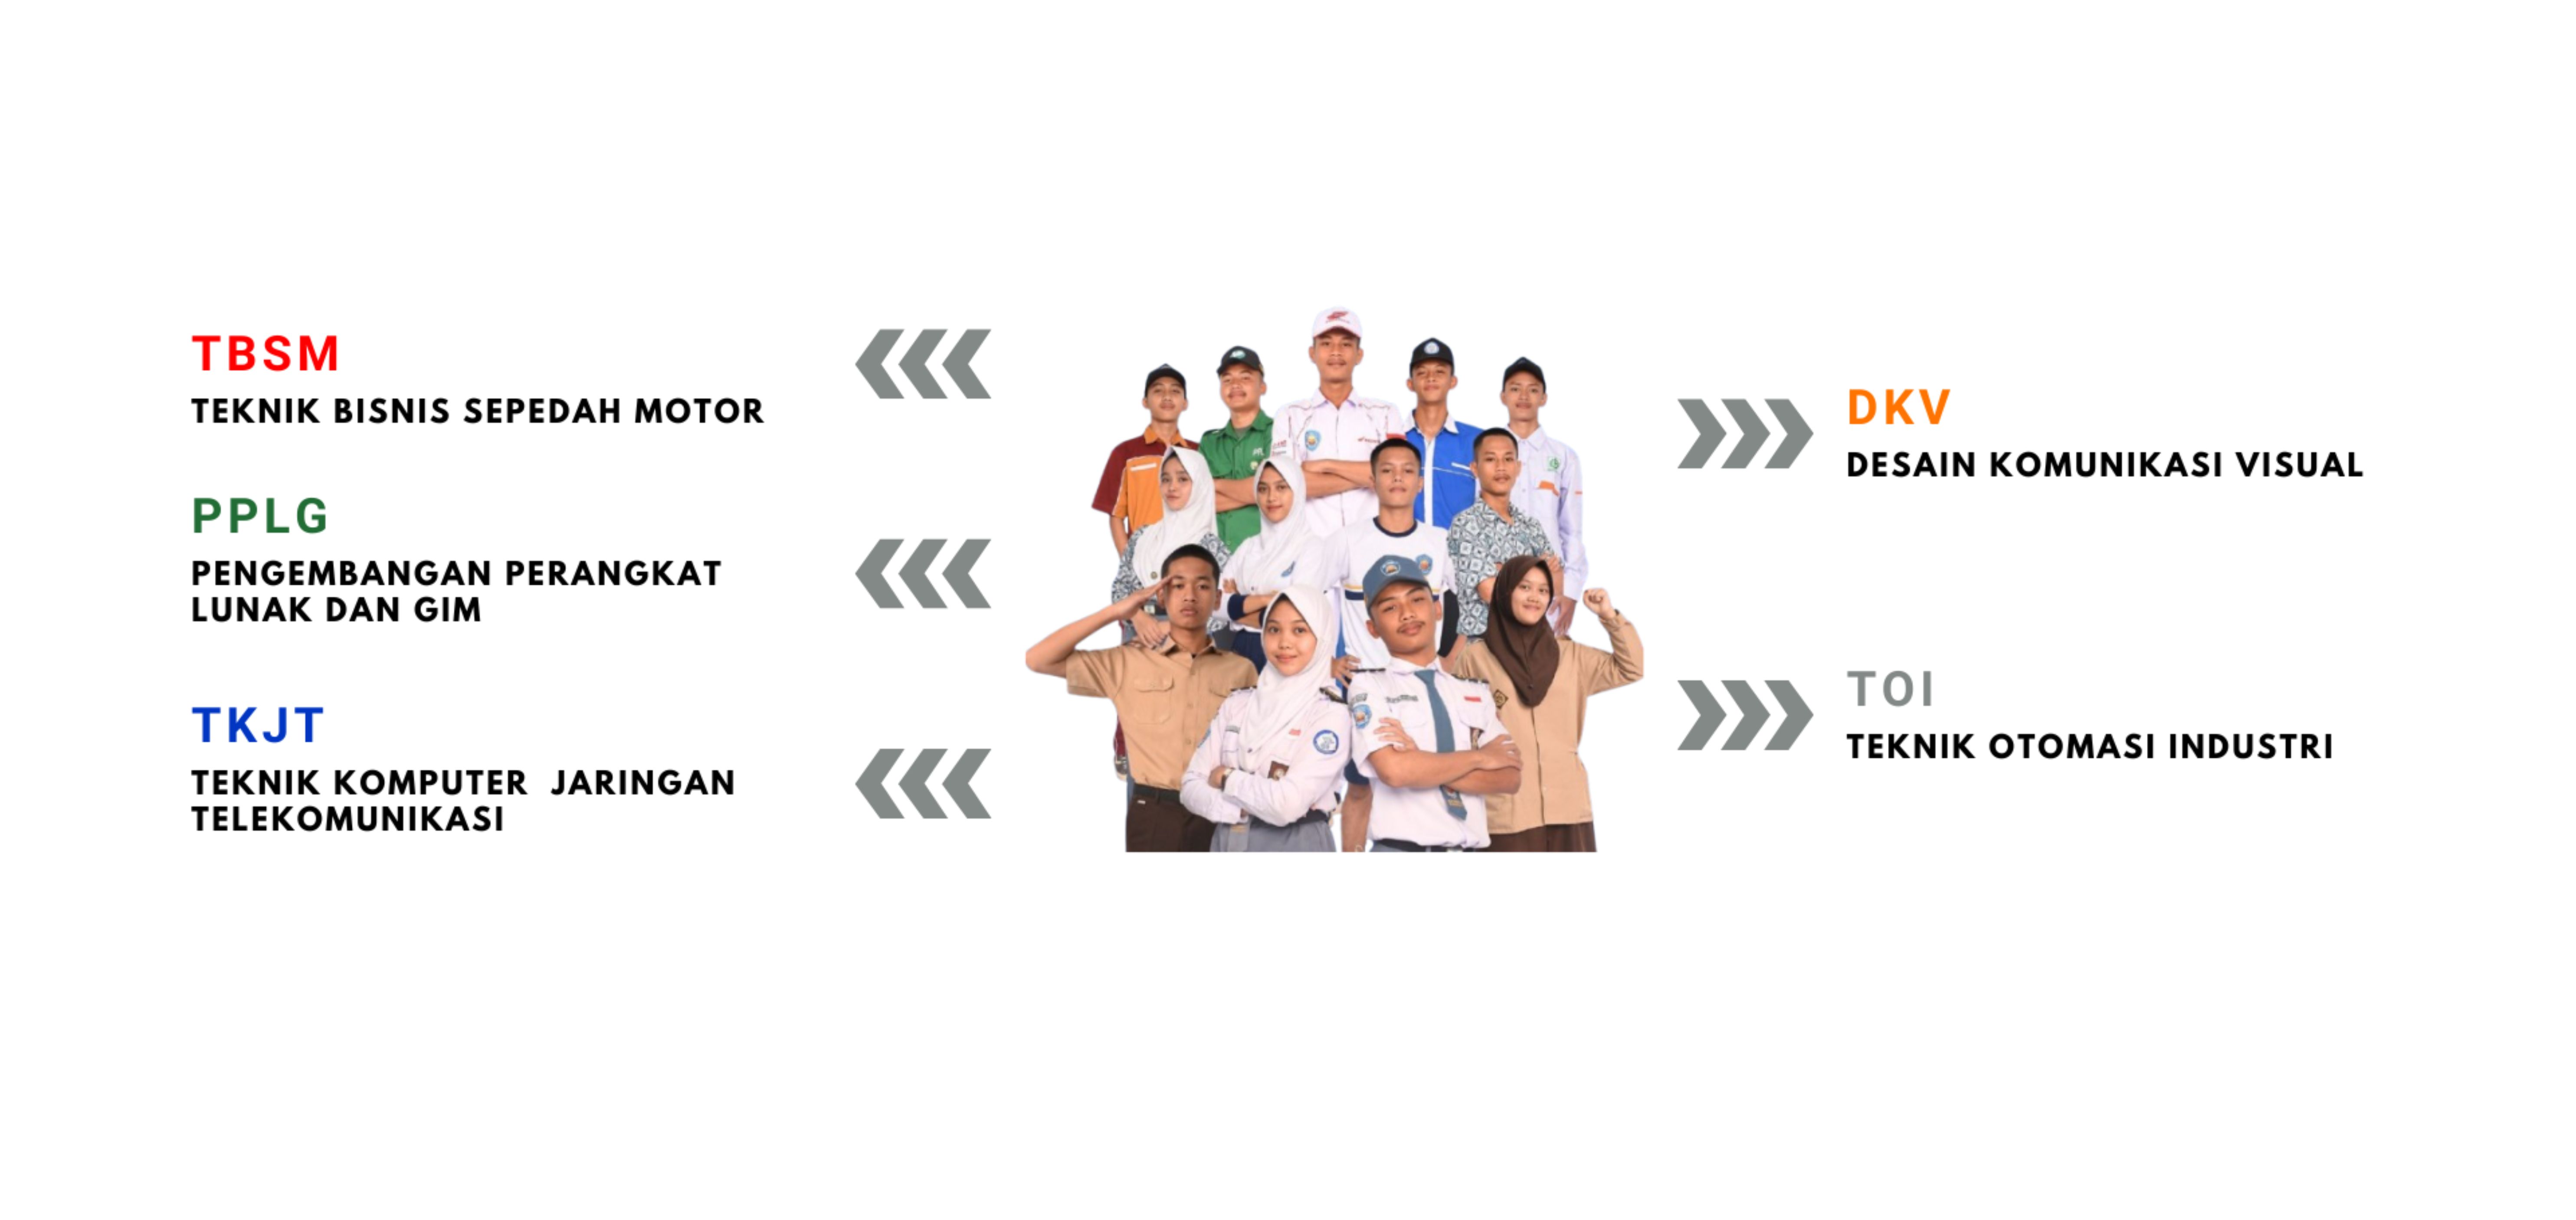 TBSM
TEKNIK BISNIS SEPEDAH MOTOR
PPLG
PENGEMBANGAN PERANGKAT
LUNAK DAN GIM
TKJT
TEKNIK KOMPUTER  JARINGAN
TELEKOMUNIKASI
DKV
DESAIN KOMUNIKASI VISUAL
TOI
TEKNIK OTOMASI INDUSTRI